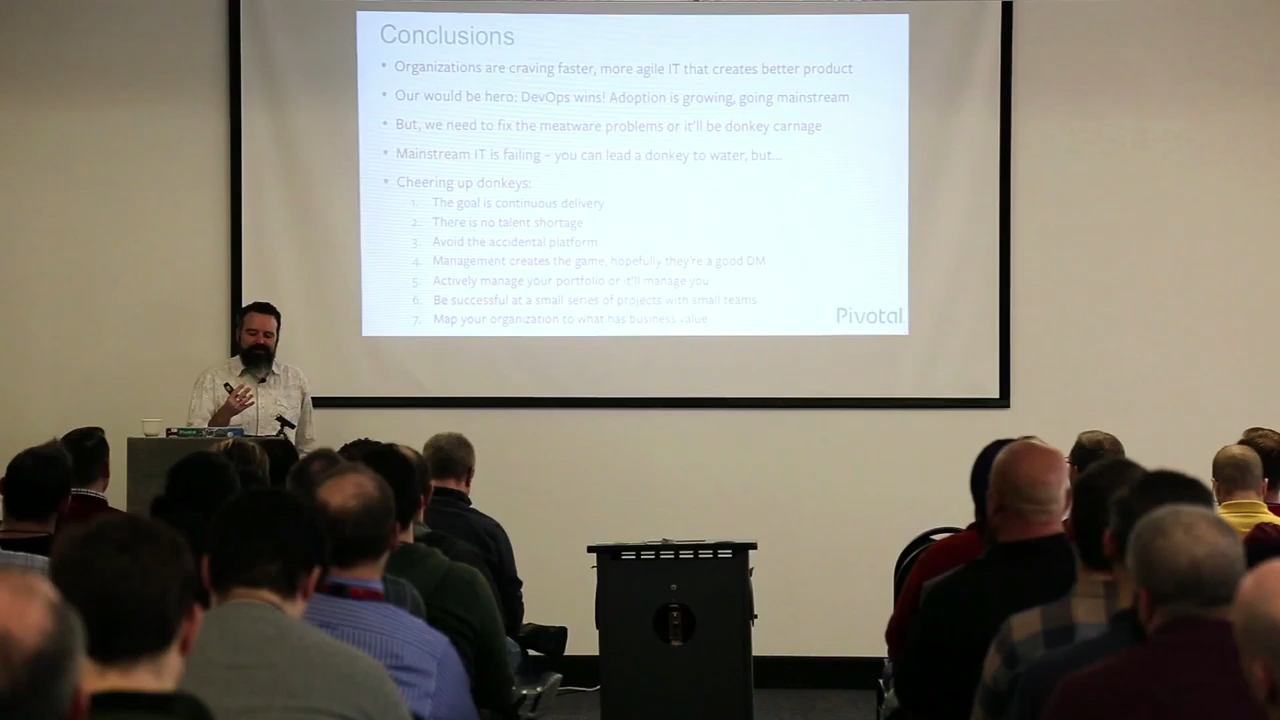 Conclusions
• Organizations are craving faster, more agile IT that creates better product
• Our would be hero: DevOps wins! Adoption is growing, going mainstream
• But, we need to fix the meatware problems or it'll be donkey carnage
• Mainstream IT is failing – you can lead a donkey to water, but...
• Cheering up donkeys:
1. The goal is continuous delivery
2. There is no talent shortage
3. Avoid the accidental platform
4. Management creates the game, hopefully they're a good DM
5. Actively manage your portfolio or it'll manage you
6. Be successful at a small series of projects with small teams
7. Map your organization to what has business value
Pivotal